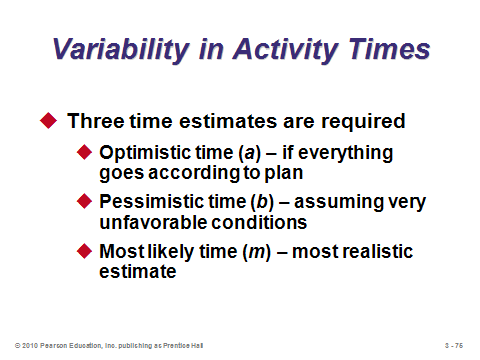 Variability in Activity Times
Three time estimates are required
Optimistic time (a) – if everything
goes according to plan
Pessimistic time (b) – assuming very
unfavorable conditions
Most likely time (m) – most realistic
estimate
© 2010 Pearson Education, Inc. publishing as Prentice Hall
3 - 75